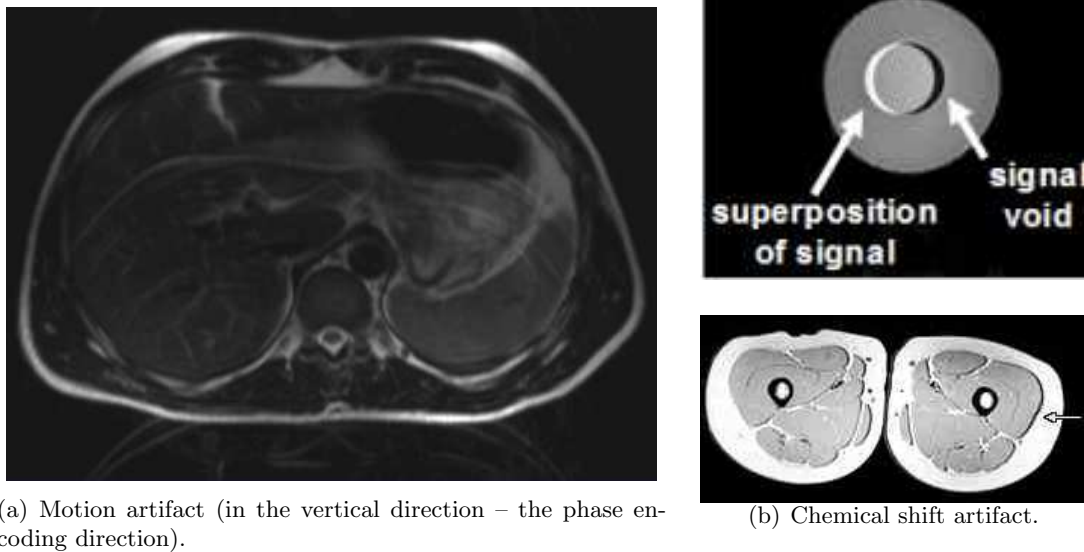 superposition
of signal
signal
void
(a) Motion artifact (in the vertical direction – the phase en-
coding direction).
(b) Chemical shift artifact.